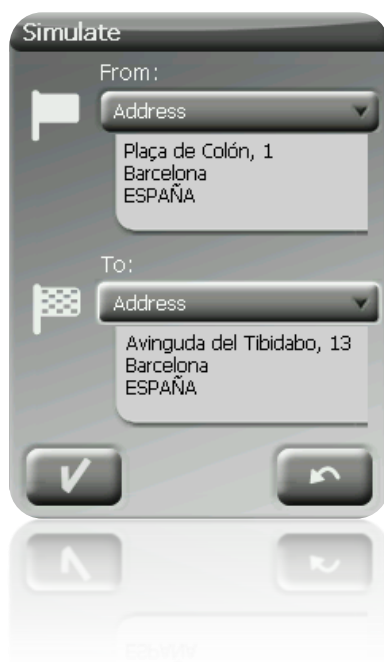 Simulate
From:
Address
Plaça de Colón, 1
Barcelona
ESPAÑA
To:
Address
Avinguda del Tibidabo, 13
Barcelona
ESPAÑA